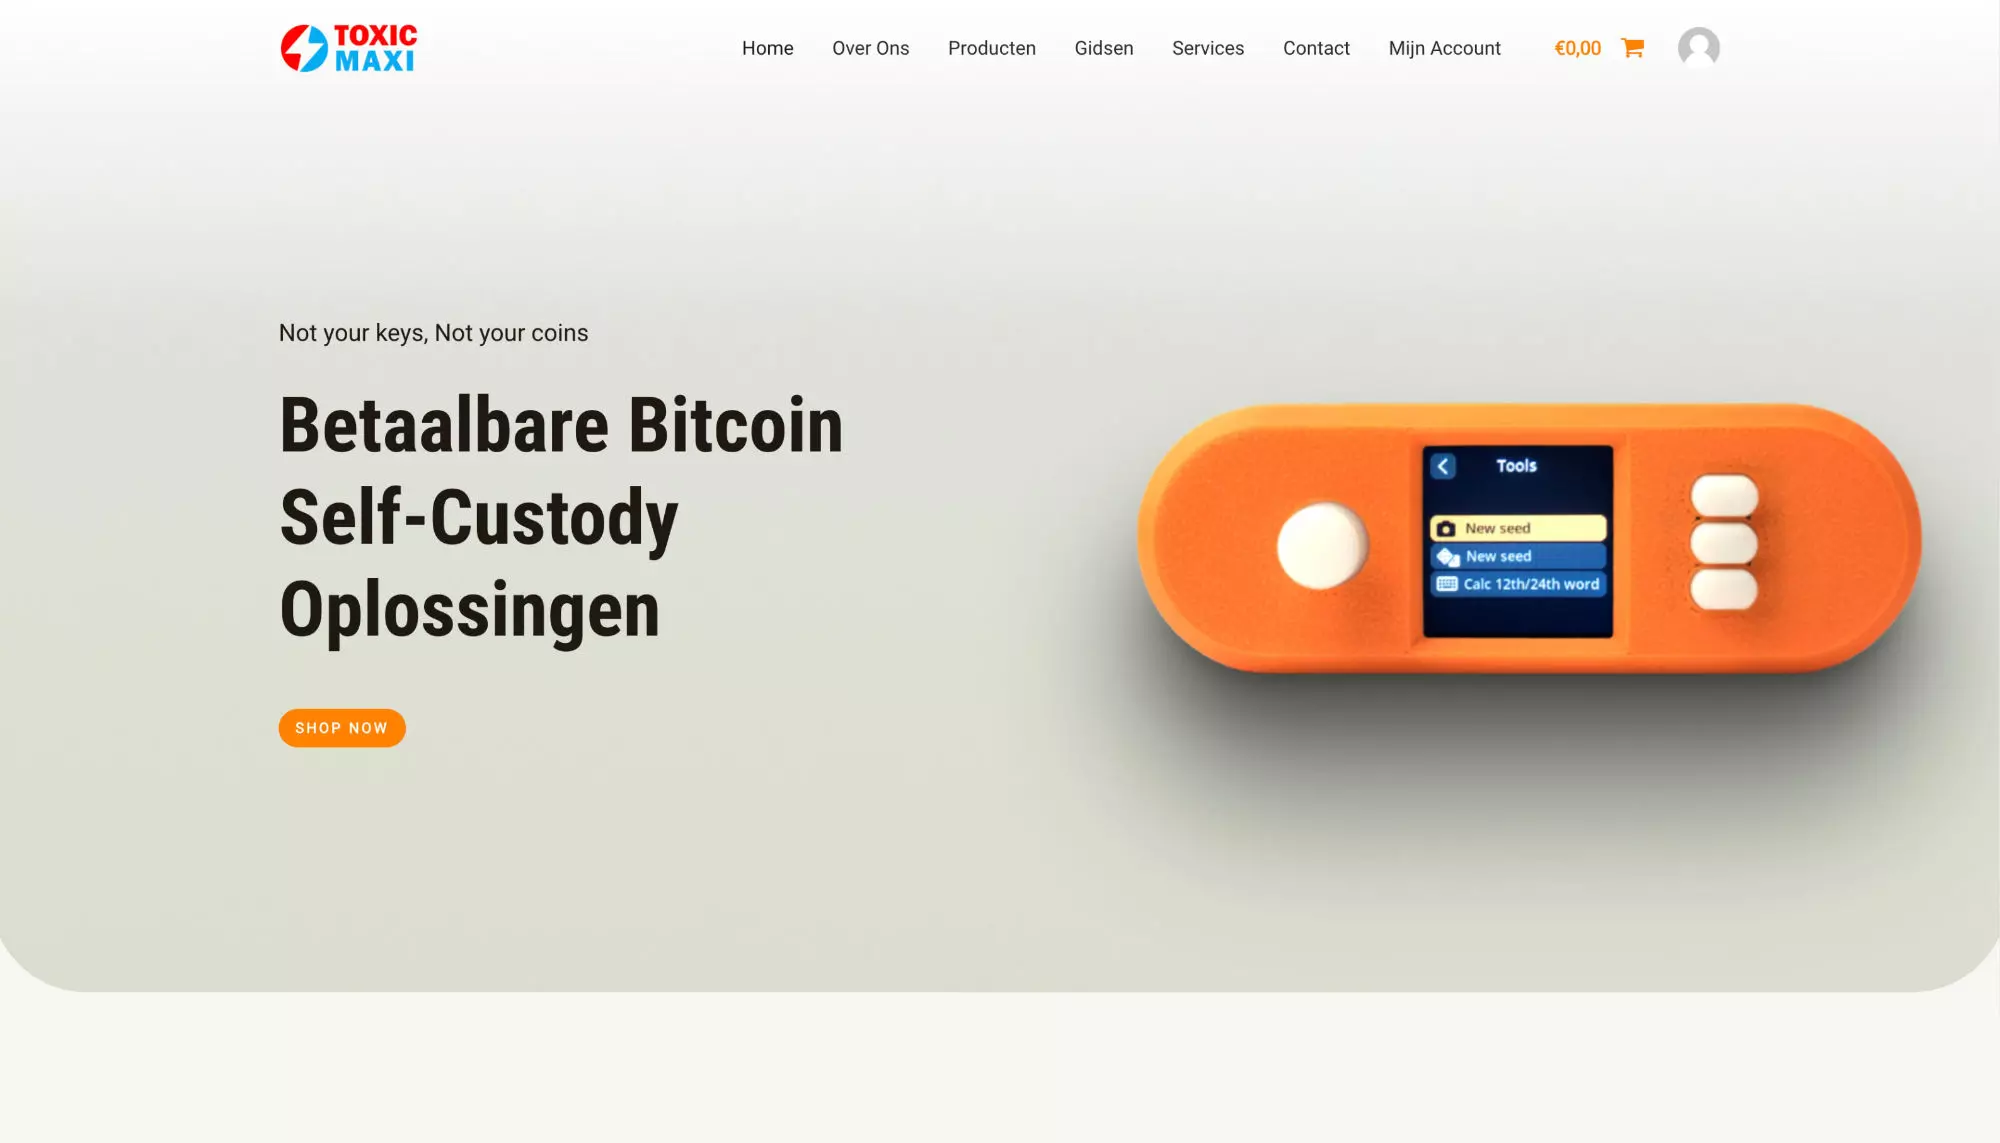 TOXIC
MAXI
Home Over Ons Producten Gidsen Services Contact Mijn Account €0,00
Not your keys, Not your coins
Betaalbare Bitcoin
Self-Custody
Oplossingen
SHOP NOW
Tools
New seed
New seed
Calc 12th/24th word